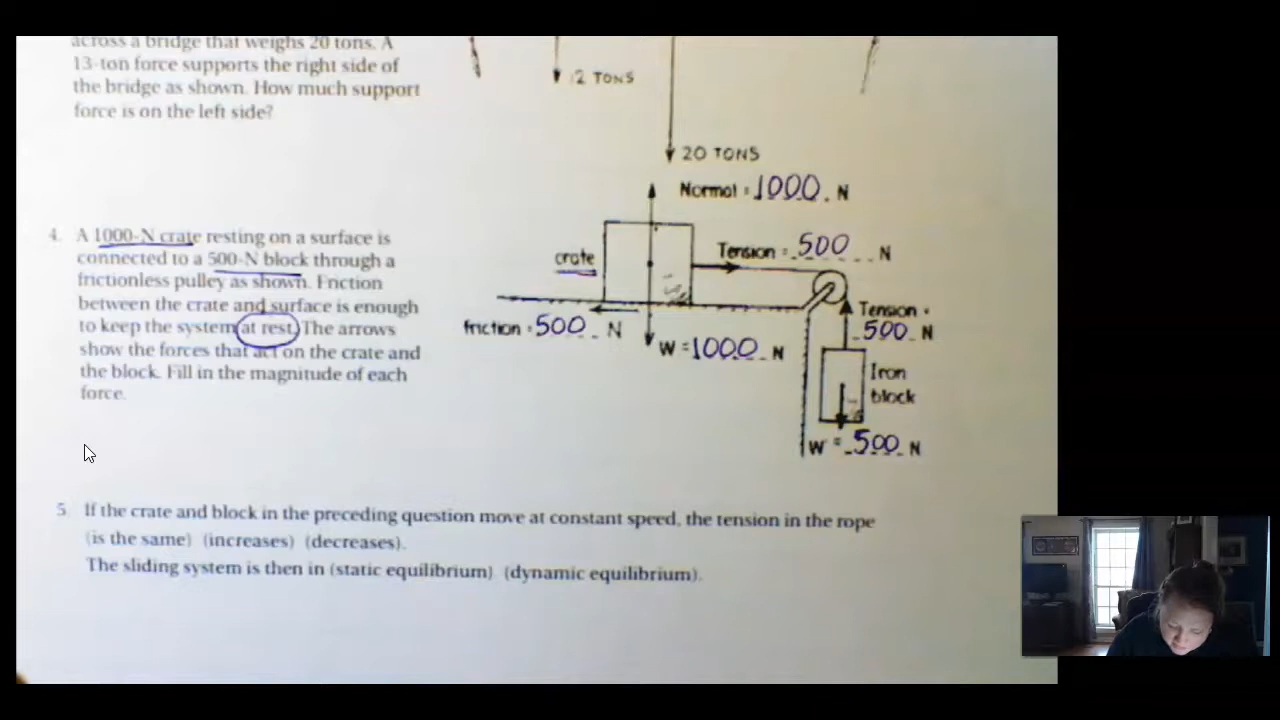 across a bridge that weighs 20 tons. A
13-ton force supports the right side of
the bridge as shown. How much support
force is on the left side?
12 TONS
20 TONS
Normal = 1000 N
4. A 1000-N crate resting on a surface is
connected to a 500-N block through a
frictionless pulley as shown. Friction
between the crate and surface is enough
to keep the system at rest. The arrows
show the forces that act on the crate and
the block. Fill in the magnitude of each
force.
crate
Tension = 500 N
friction = 500 N
W = 1000 N
Tension =
500 N
Iron
block
W = 500 N
5. If the crate and block in the preceding question move at constant speed, the tension in the rope
(is the same) (increases) (decreases).
The sliding system is then in (static equilibrium) (dynamic equilibrium).